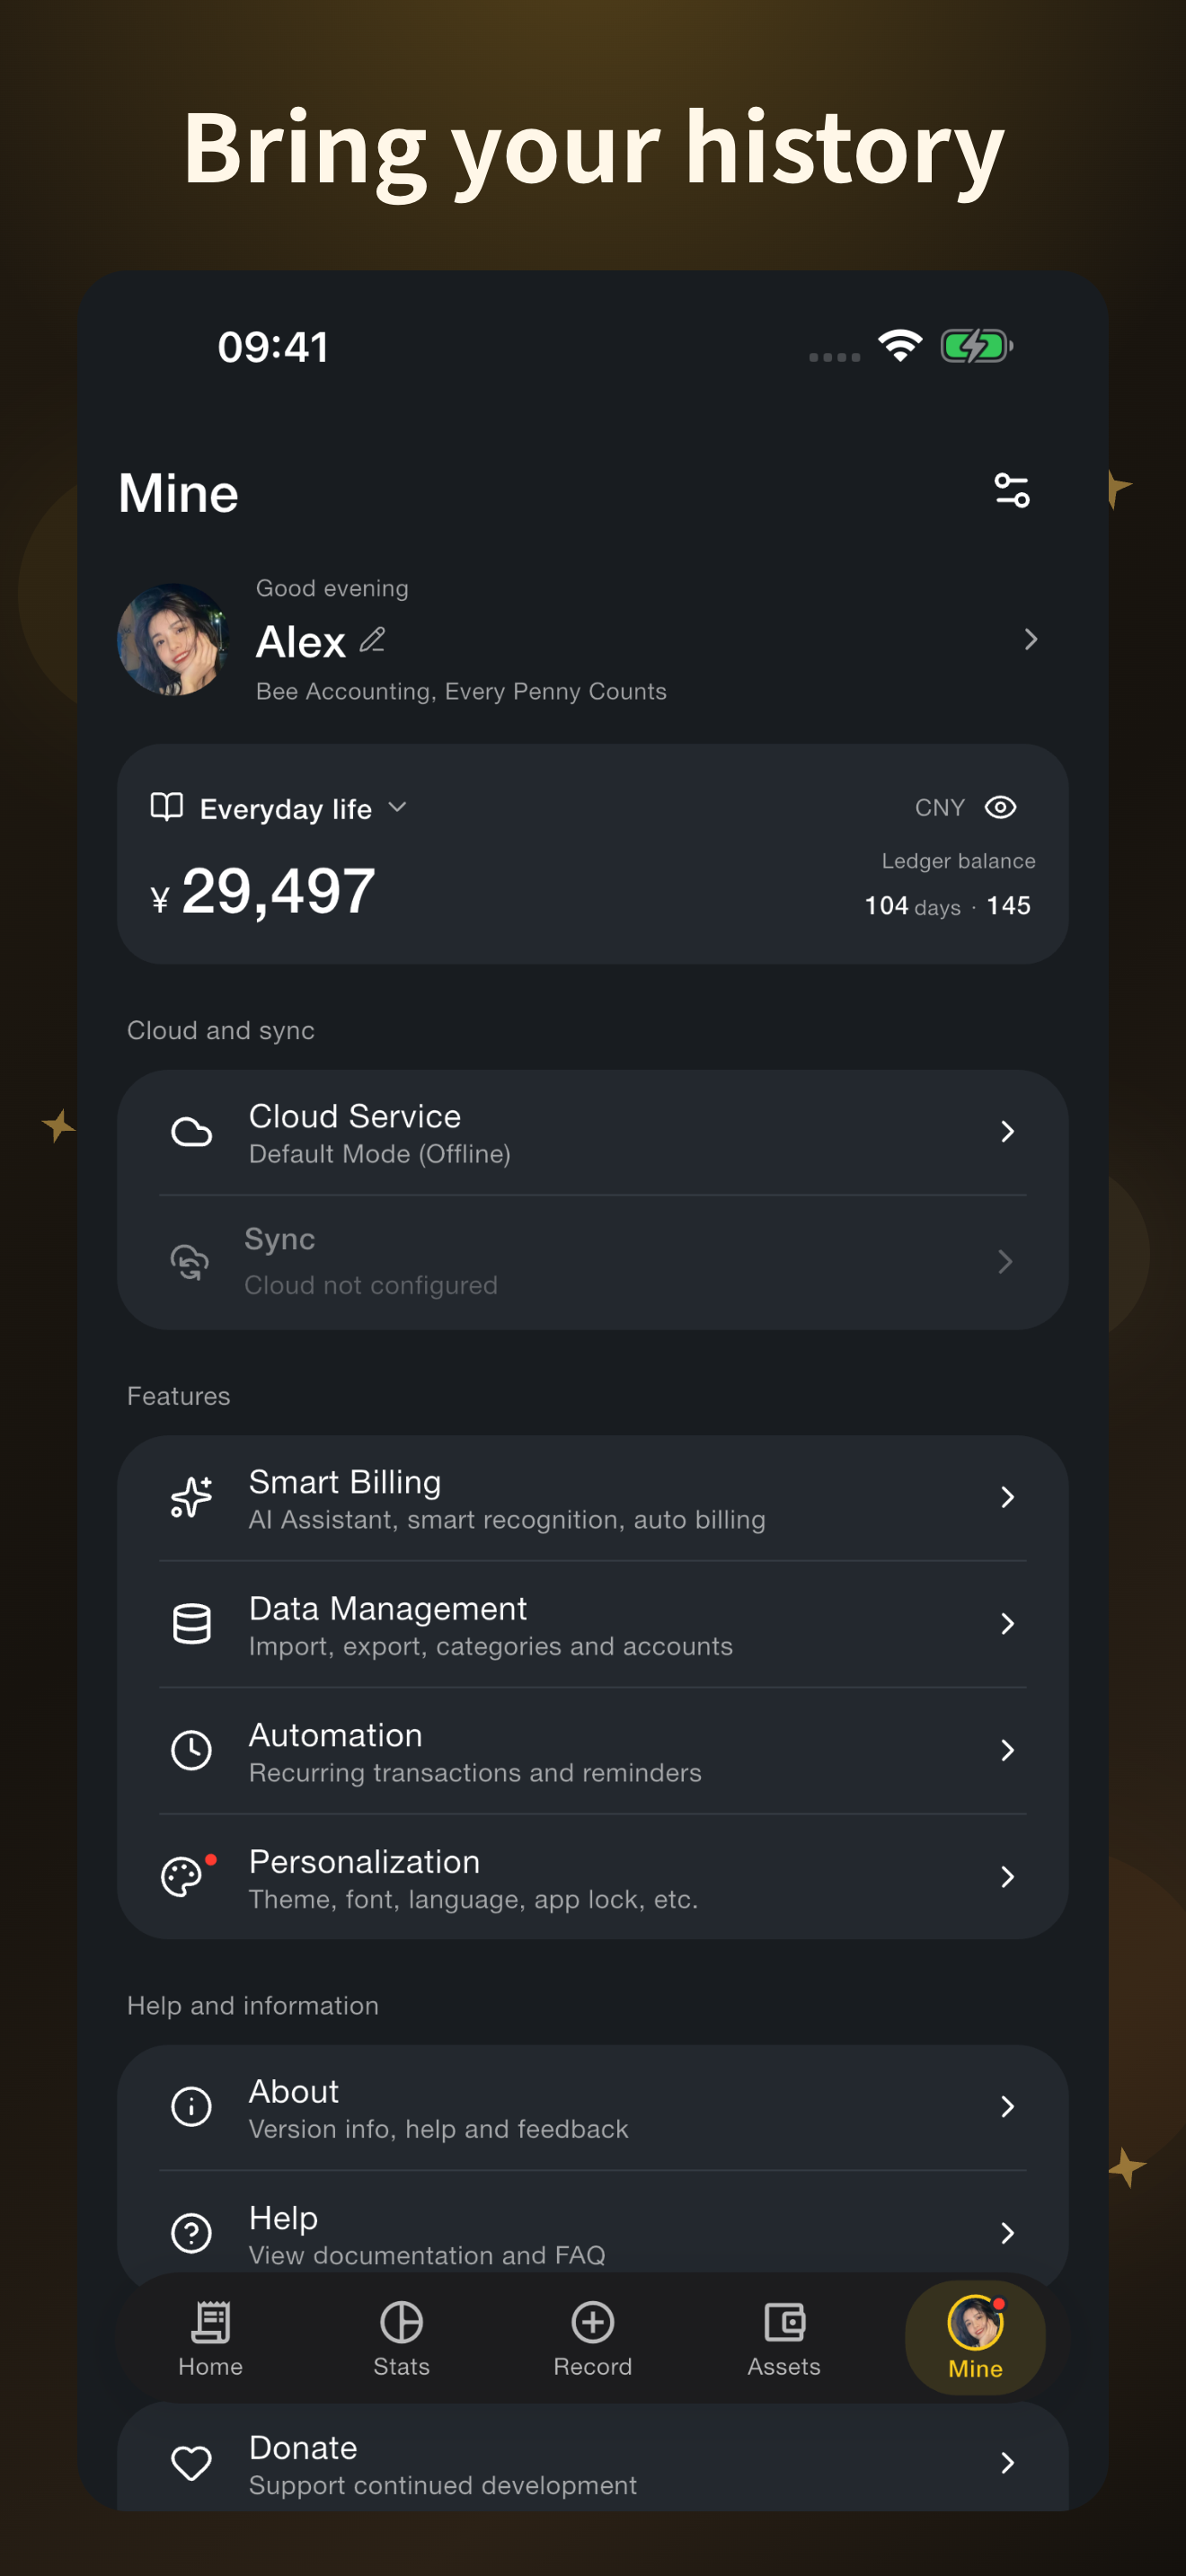 Bring your history
09:41
Mine
Good evening
Alex
Bee Accounting, Every Penny Counts
Everyday life
CNY
Ledger balance
¥ 29,497
104 days · 145
Cloud and sync
Cloud Service
Default Mode (Offline)
Sync
Cloud not configured
Features
Smart Billing
AI Assistant, smart recognition, auto billing
Data Management
Import, export, categories and accounts
Automation
Recurring transactions and reminders
Personalization
Theme, font, language, app lock, etc.
Help and information
About
Version info, help and feedback
Help
View documentation and FAQ
Home Stats Record Assets Mine
Donate
Support continued development